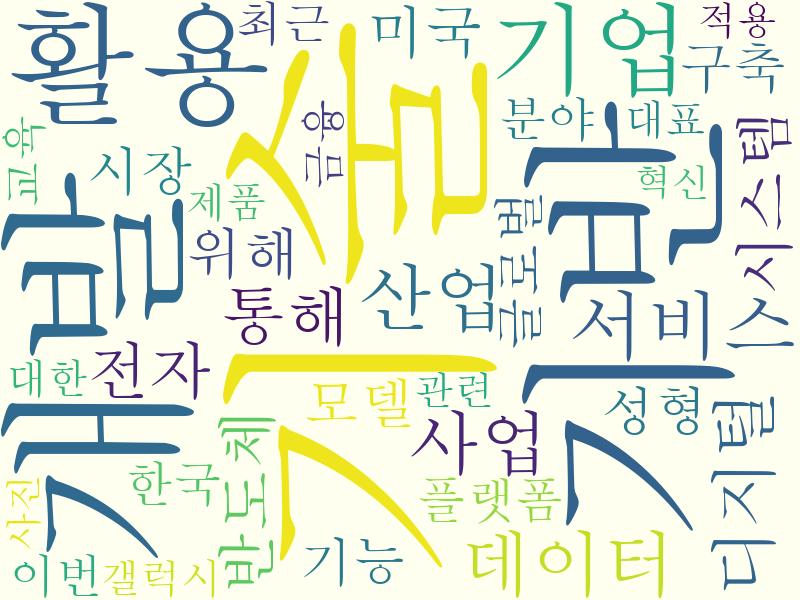 활용
최근
미국
기업
적용
구축
금융
기술
분야
대표
교육
시장
시스템
제품
혁신
위해
글로벌
기반
개발
통해
산업
서비스
대한
전자
모델
관련
성형
사업
디지털
한국
반도체
플랫폼
사진
이번
갤럭시
기능
데이터